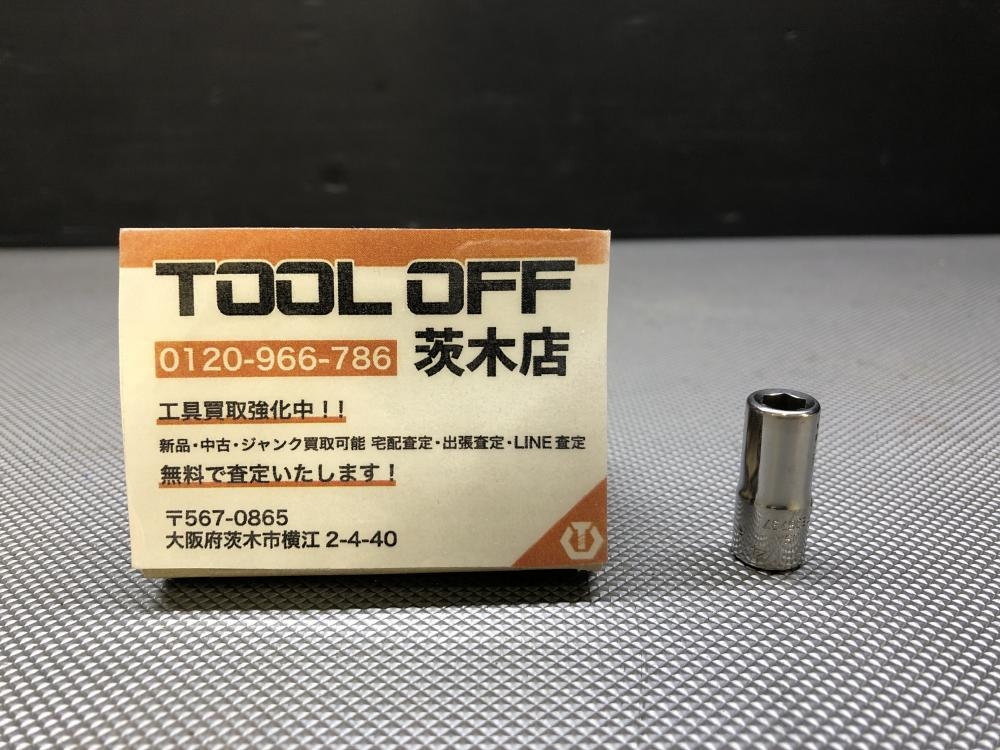 TOOL OFF
0120-966-786 茨木店
工具買取強化中！！
新品・中古・ジャンク買取可能 宅配査定・出張査定・LINE査定
無料で査定いたします！
〒567-0865
大阪府茨木市横江 2-4-40